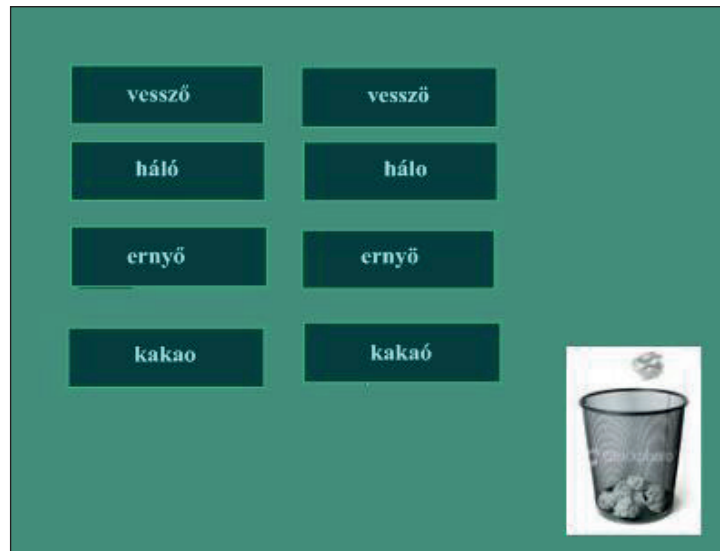 vessző vesszö
háló hálo
ernyő ernyö
kakao kakaó